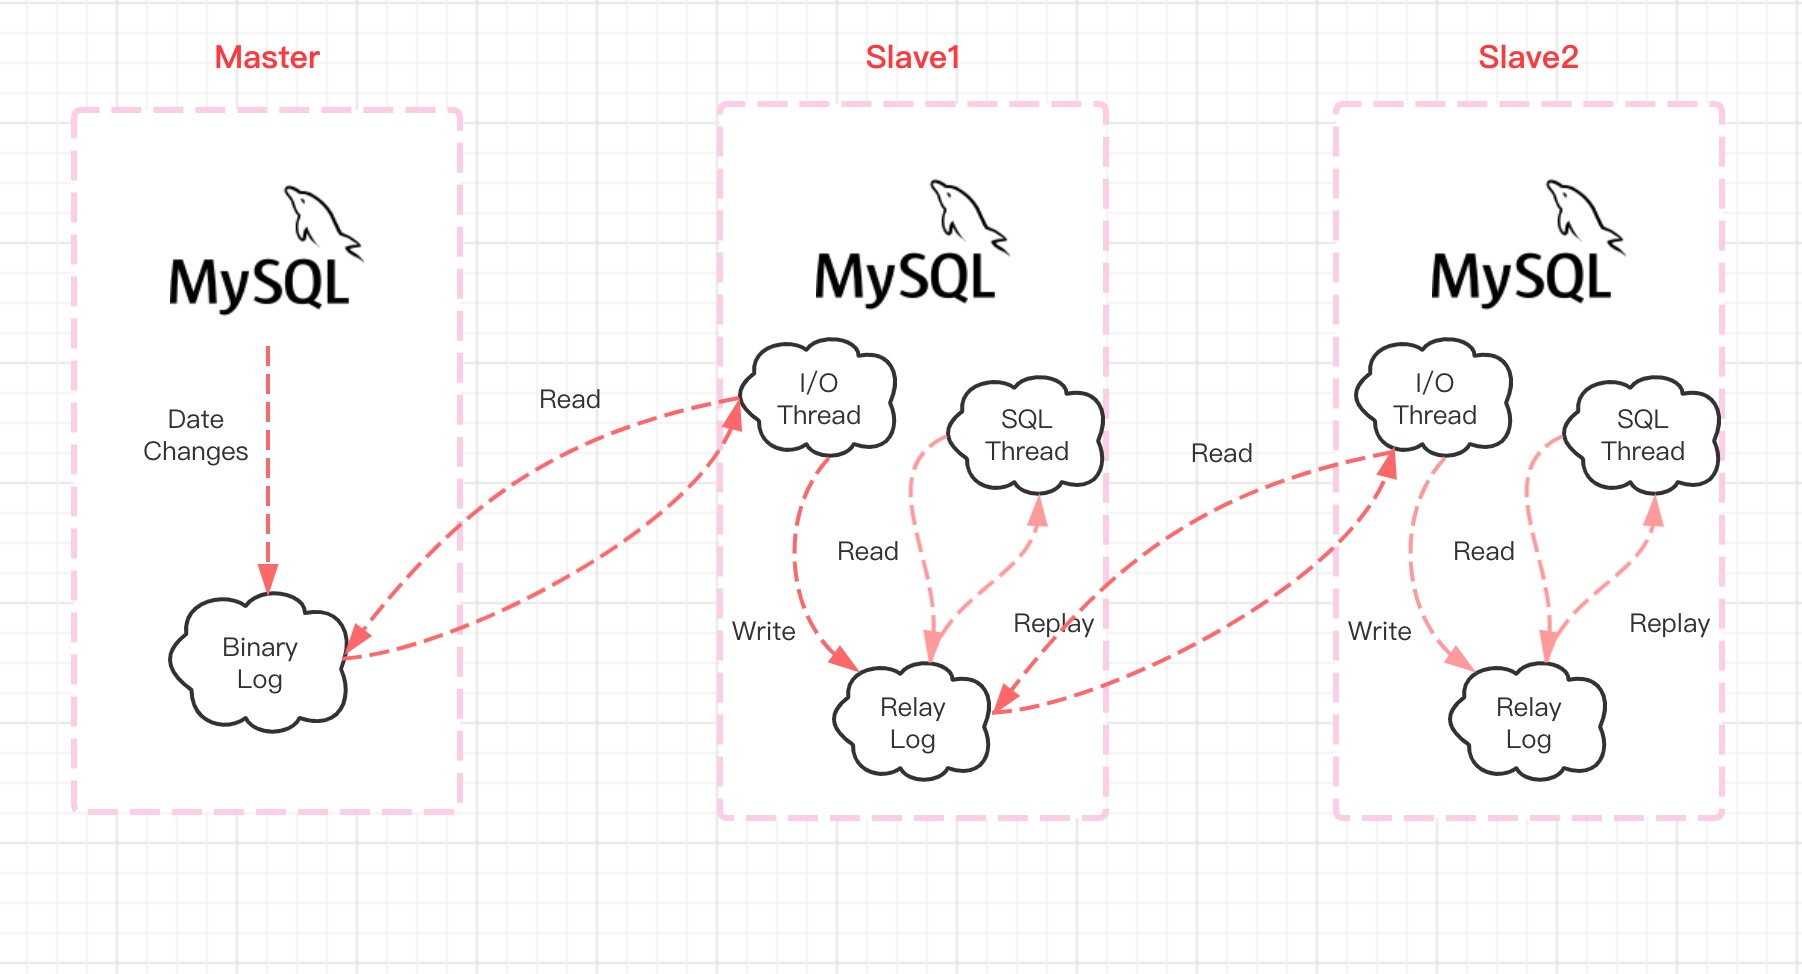 Master
Slave1
Slave2
MySQL
MySQL
MySQL
Date
Changes
Binary
Log
Read
I/O
Thread
SQL
Thread
Read
Write
Replay
Relay
Log
Read
I/O
Thread
SQL
Thread
Read
Write
Replay
Relay
Log